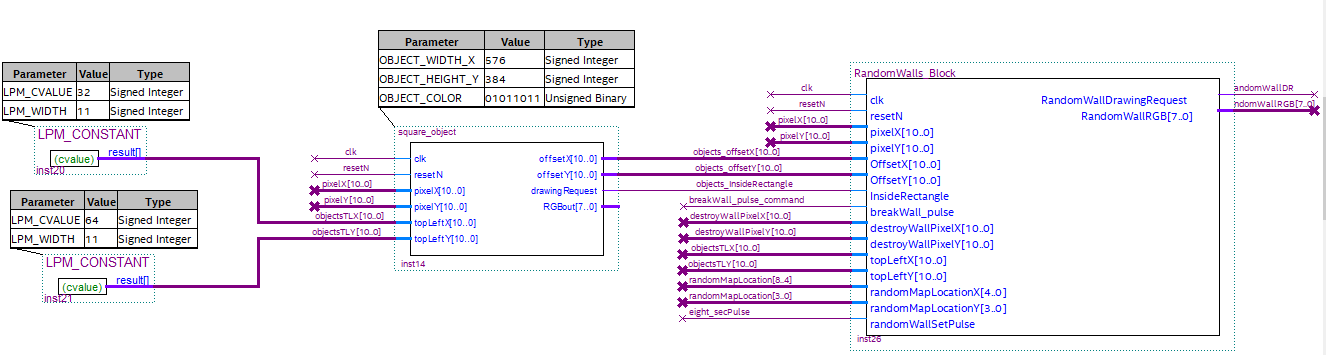 Parameter Value Type
LPM_CVALUE 32 Signed Integer
LPM_WIDTH 11 Signed Integer
LPM_CONSTANT
(cvalue) result[]
inst20
Parameter Value Type
LPM_CVALUE 64 Signed Integer
LPM_WIDTH 11 Signed Integer
LPM_CONSTANT
(cvalue) result[]
inst21
Parameter Value Type
OBJECT_WIDTH_X 576 Signed Integer
OBJECT_HEIGHT_Y 384 Signed Integer
OBJECT_COLOR 01011011 Unsigned Binary
square_object
clk clk offsetX[10..0] objects_offsetX[10..0]
resetN resetN offsetY[10..0] objects_offsetY[10..0]
pixelX[10..0] pixelX[10..0] drawingRequest objects_InsideRectangle
pixelY[10..0] pixelY[10..0] RGBout[7..0]
objectsTLX[10..0] topLeftX[10..0]
objectsTLY[10..0] topLeftY[10..0]
inst14
RandomWalls_Block
clk clk RandomWallDrawingRequest andomWallDR
resetN resetN RandomWallRGB[7..0] ndomWallRGB[7..0]
pixelX[10..0] pixelX[10..0]
pixelY[10..0] pixelY[10..0]
OffsetX[10..0]
OffsetY[10..0]
InsideRectangle
breakWall_pulse_command breakWall_pulse
destroyWallPixelX[10..0] destroyWallPixelX[10..0]
destroyWallPixelY[10..0] destroyWallPixelY[10..0]
objectsTLX[10..0] topLeftX[10..0]
objectsTLY[10..0] topLeftY[10..0]
randomMapLocation[8..4] randomMapLocationX[4..0]
randomMapLocation[3..0] randomMapLocationY[3..0]
eight_secPulse randomWallSetPulse
inst26